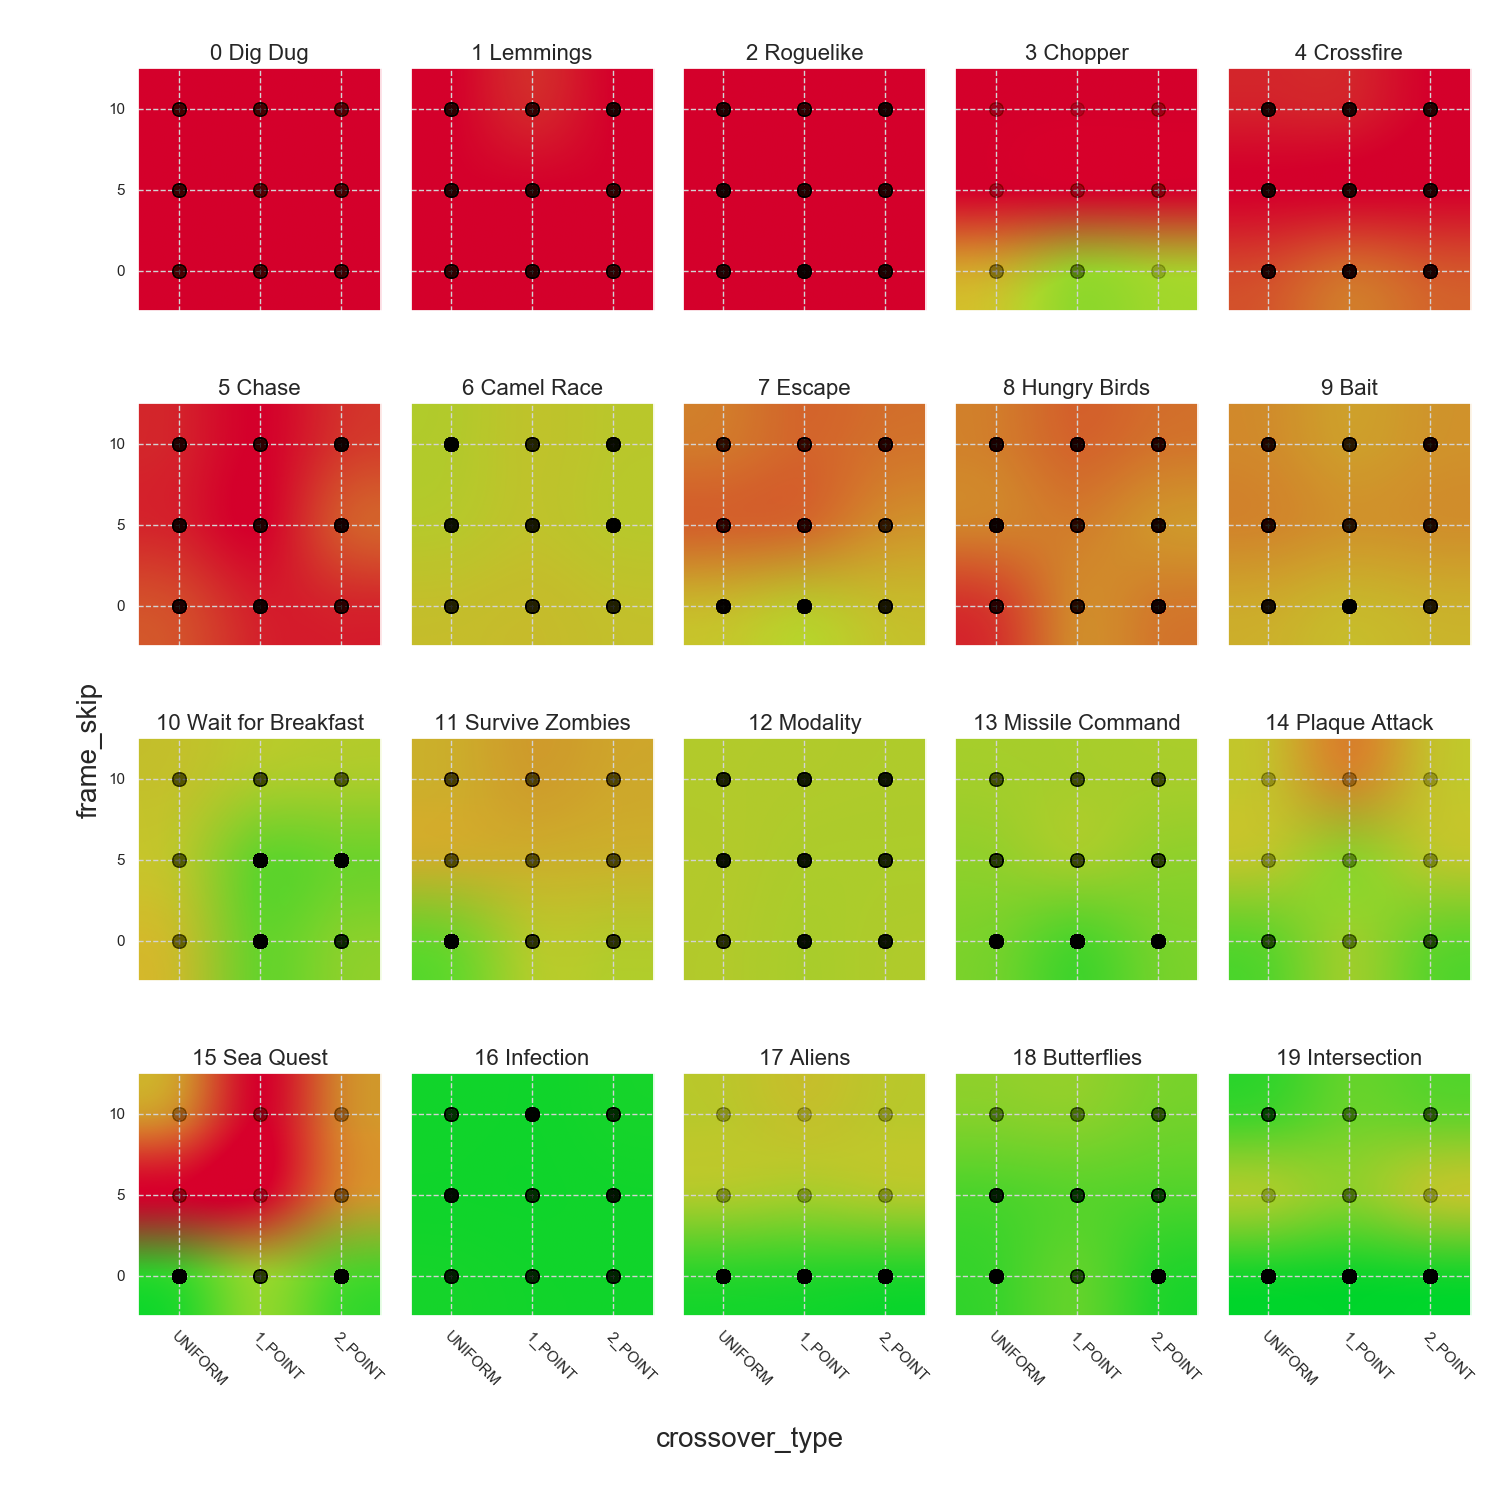 0 Dig Dug
1 Lemmings
2 Roguelike
3 Chopper
4 Crossfire
10
5
0
5 Chase
6 Camel Race
7 Escape
8 Hungry Birds
9 Bait
10
5
0
frame_skip
10 Wait for Breakfast
11 Survive Zombies
12 Modality
13 Missile Command
14 Plaque Attack
10
5
0
15 Sea Quest
16 Infection
17 Aliens
18 Butterflies
19 Intersection
10
5
0
UNIFORM
1_POINT
2_POINT
UNIFORM
1_POINT
2_POINT
UNIFORM
1_POINT
2_POINT
UNIFORM
1_POINT
2_POINT
UNIFORM
1_POINT
2_POINT
crossover_type